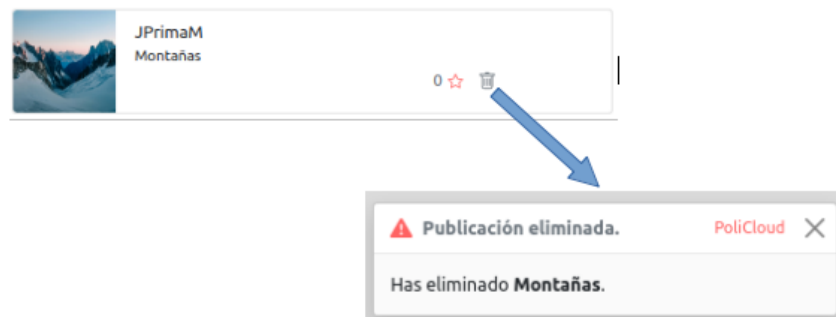 JPrimaM
Montañas
0
Publicación eliminada. PoliCloud
Has eliminado Montañas.